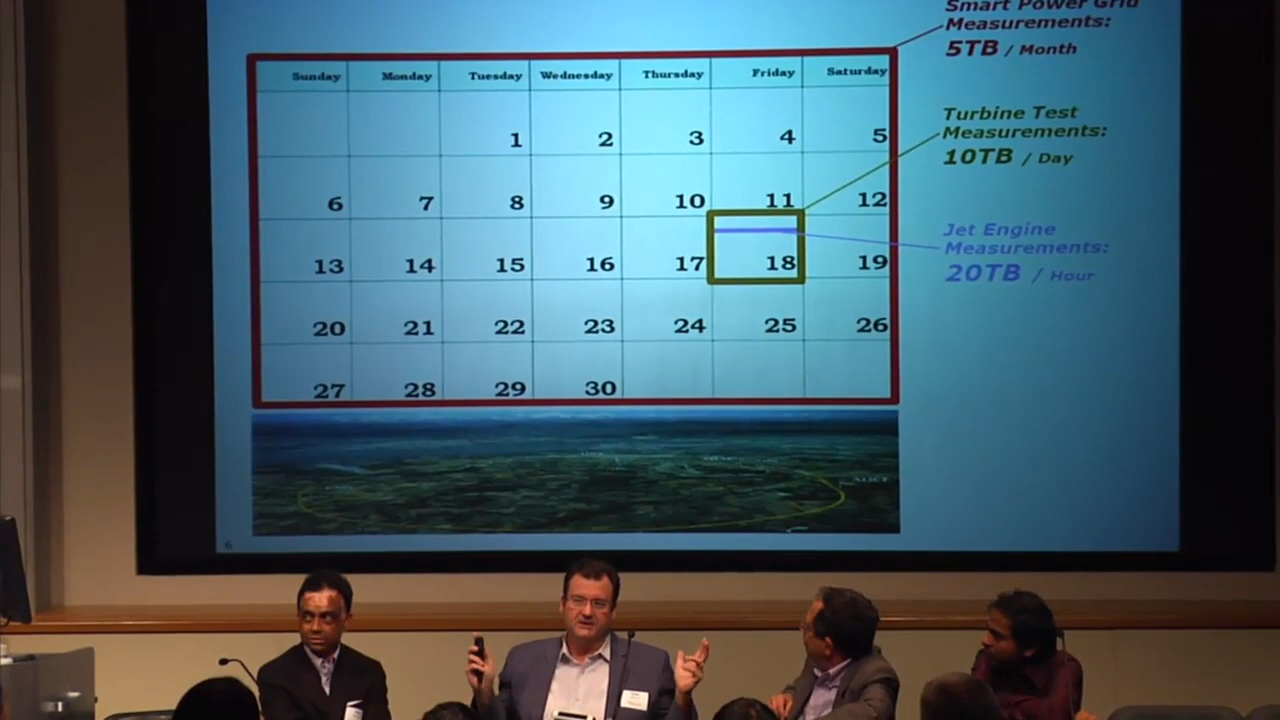 Smart Power Grid
Measurements:
5TB / Month
Sunday Monday Tuesday Wednesday Thursday Friday Saturday
1 2 3 4 5
6 7 8 9 10 11 12
13 14 15 16 17 18 19
20 21 22 23 24 25 26
27 28 29 30
Turbine Test
Measurements:
10TB / Day
Jet Engine
Measurements:
20TB / Hour
ALICE
6